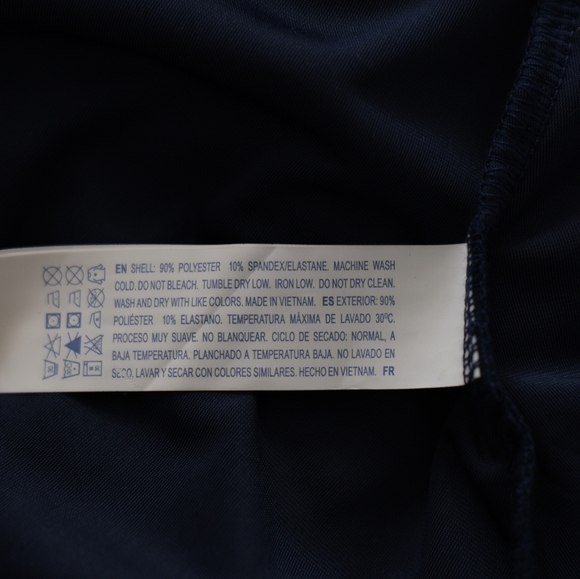 EN SHELL: 90% POLYESTER 10% SPANDEX/ELASTANE. MACHINE WASH
COLD. DO NOT BLEACH. TUMBLE DRY LOW. IRON LOW. DO NOT DRY CLEAN.
WASH AND DRY WITH LIKE COLORS. MADE IN VIETNAM. ES EXTERIOR: 90%
POLIÉSTER 10% ELASTANO. TEMPERATURA MÁXIMA DE LAVADO 30ºC.
PROCESO MUY SUAVE. NO BLANQUEAR. CICLO DE SECADO: NORMAL, A
BAJA TEMPERATURA. PLANCHADO A TEMPERATURA BAJA. NO LAVADO EN
SECO. LAVAR Y SECAR CON COLORES SIMILARES. HECHO EN VIETNAM. FR